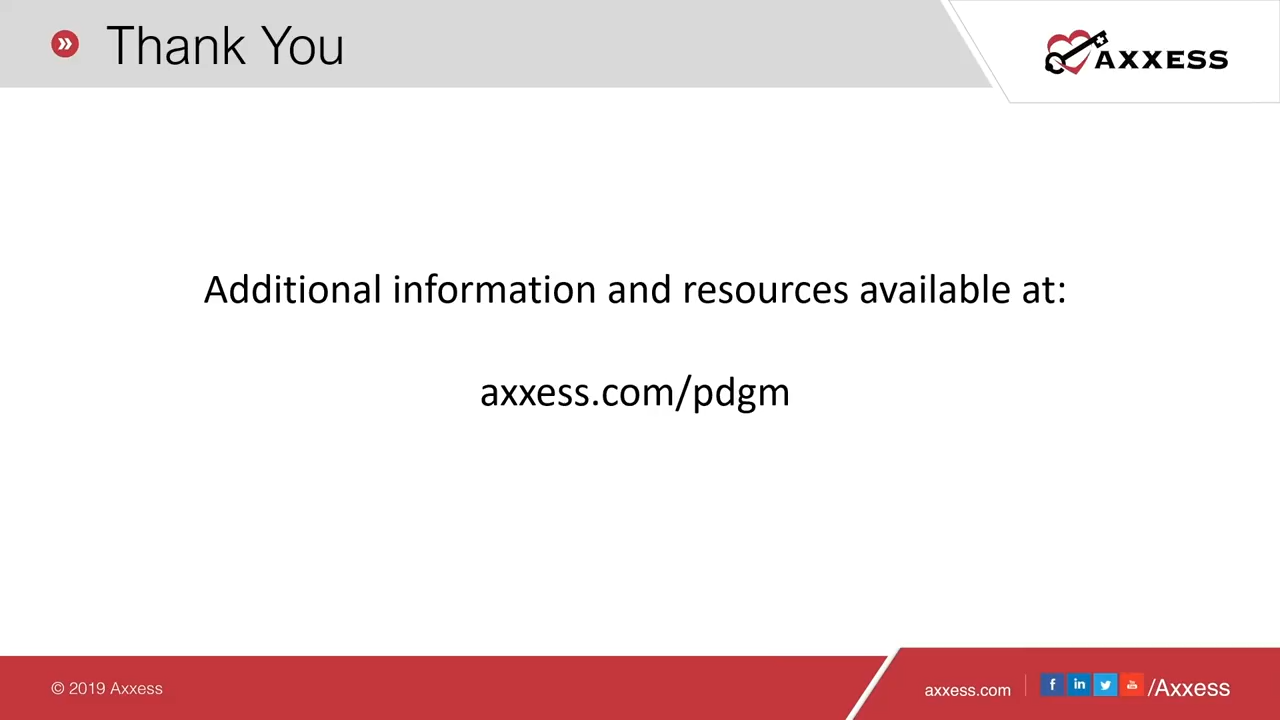 Thank You
AXXESS
Additional information and resources available at:
axxess.com/pdgm
© 2019 Axxess
axxess.com
/Axxess